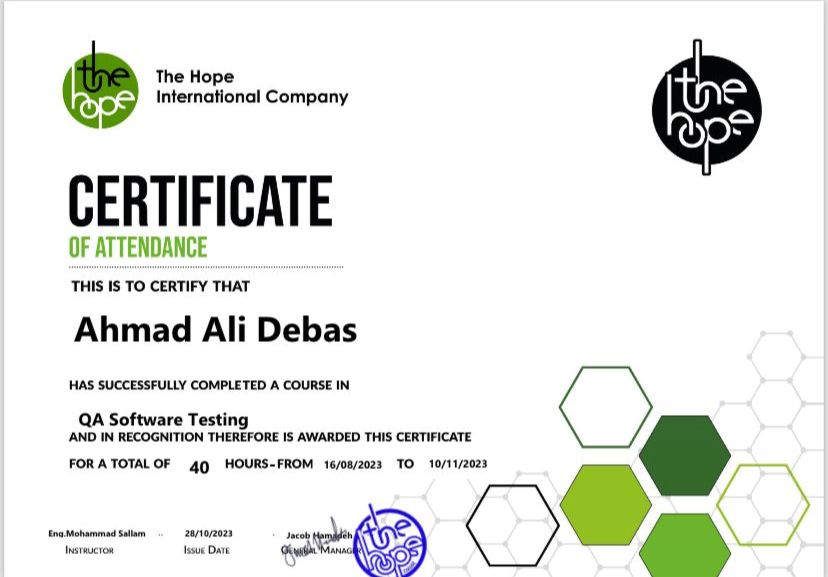 the hope
The Hope
International Company
the hope
CERTIFICATE
OF ATTENDANCE
THIS IS TO CERTIFY THAT
Ahmad Ali Debas
HAS SUCCESSFULLY COMPLETED A COURSE IN
QA Software Testing
AND IN RECOGNITION THEREFORE IS AWARDED THIS CERTIFICATE
FOR A TOTAL OF 40 HOURS-FROM 16/08/2023 TO 10/11/2023
Eng.Mohammad Sallam .. 28/10/2023 . Jacob Hamadeh
INSTRUCTOR ISSUE DATE GENERAL MANAGER
the hope